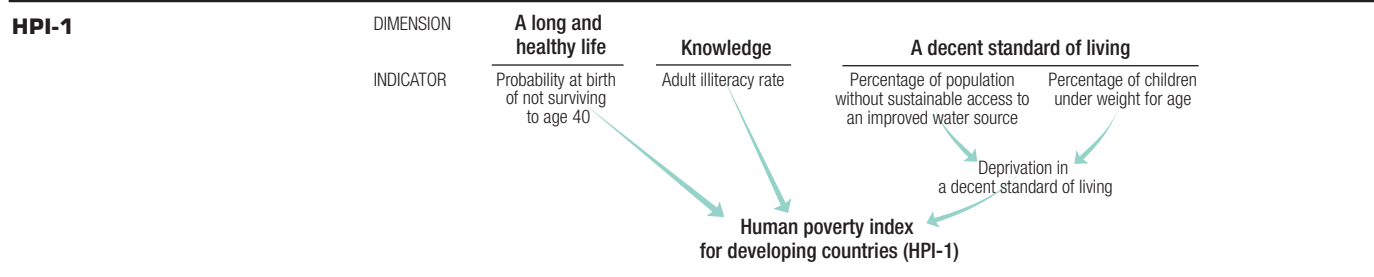 HPI-1
DIMENSION
A long and
healthy life
Knowledge
A decent standard of living
INDICATOR
Probability at birth
of not surviving
to age 40
Adult illiteracy rate
Percentage of population
without sustainable access to
an improved water source
Percentage of children
under weight for age
Deprivation in
a decent standard of living
Human poverty index
for developing countries (HPI-1)